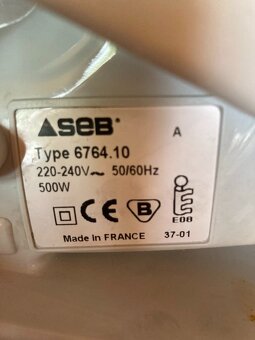 SEB
A
Type 6764.10
220-240V~ 50/60Hz
500W
CE B E08
Made in FRANCE 37-01